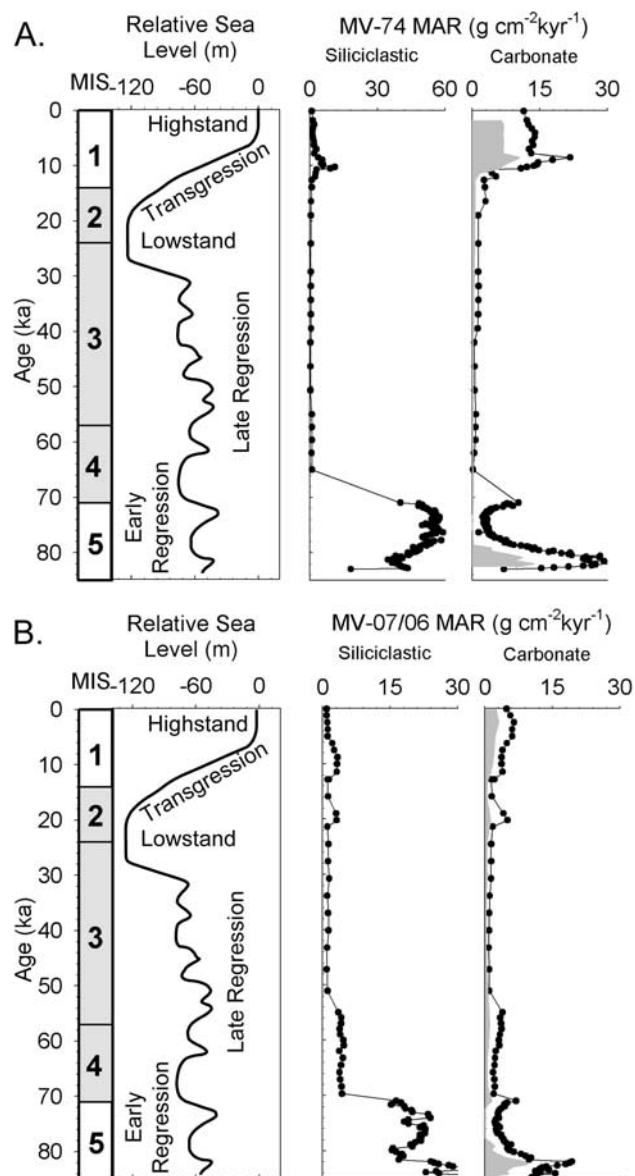 A.
Relative Sea
Level (m)
MV-74 MAR (g cm⁻²kyr⁻¹)
Siliciclastic
Carbonate
MIS
-120 -60 0
0 30 60
0 15 30
Age (ka)
0
10
20
30
40
50
60
70
80
1
2
3
4
5
Highstand
Transgression
Lowstand
Late Regression
Early
Regression
B.
Relative Sea
Level (m)
MV-07/06 MAR (g cm⁻²kyr⁻¹)
Siliciclastic
Carbonate
MIS
-120 -60 0
0 15 30
0 15 30
Age (ka)
0
10
20
30
40
50
60
70
80
1
2
3
4
5
Highstand
Transgression
Lowstand
Late Regression
Early
Regression